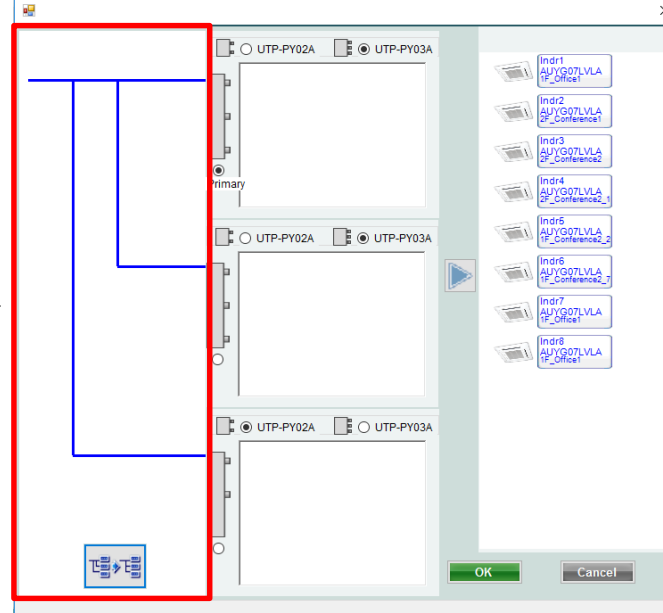 UTP-PY02A UTP-PY03A
Primary
UTP-PY02A UTP-PY03A
UTP-PY02A UTP-PY03A
Indr1
AUYG07LVLA
1F_Office1
Indr2
AUYG07LVLA
2F_Conference1
Indr3
AUYG07LVLA
2F_Conference2
Indr4
AUYG07LVLA
2F_Conference2_1
Indr5
AUYG07LVLA
1F_Conference2_2
Indr6
AUYG07LVLA
1F_Conference2_7
Indr7
AUYG07LVLA
1F_Office1
Indr8
AUYG07LVLA
1F_Office1
OK Cancel